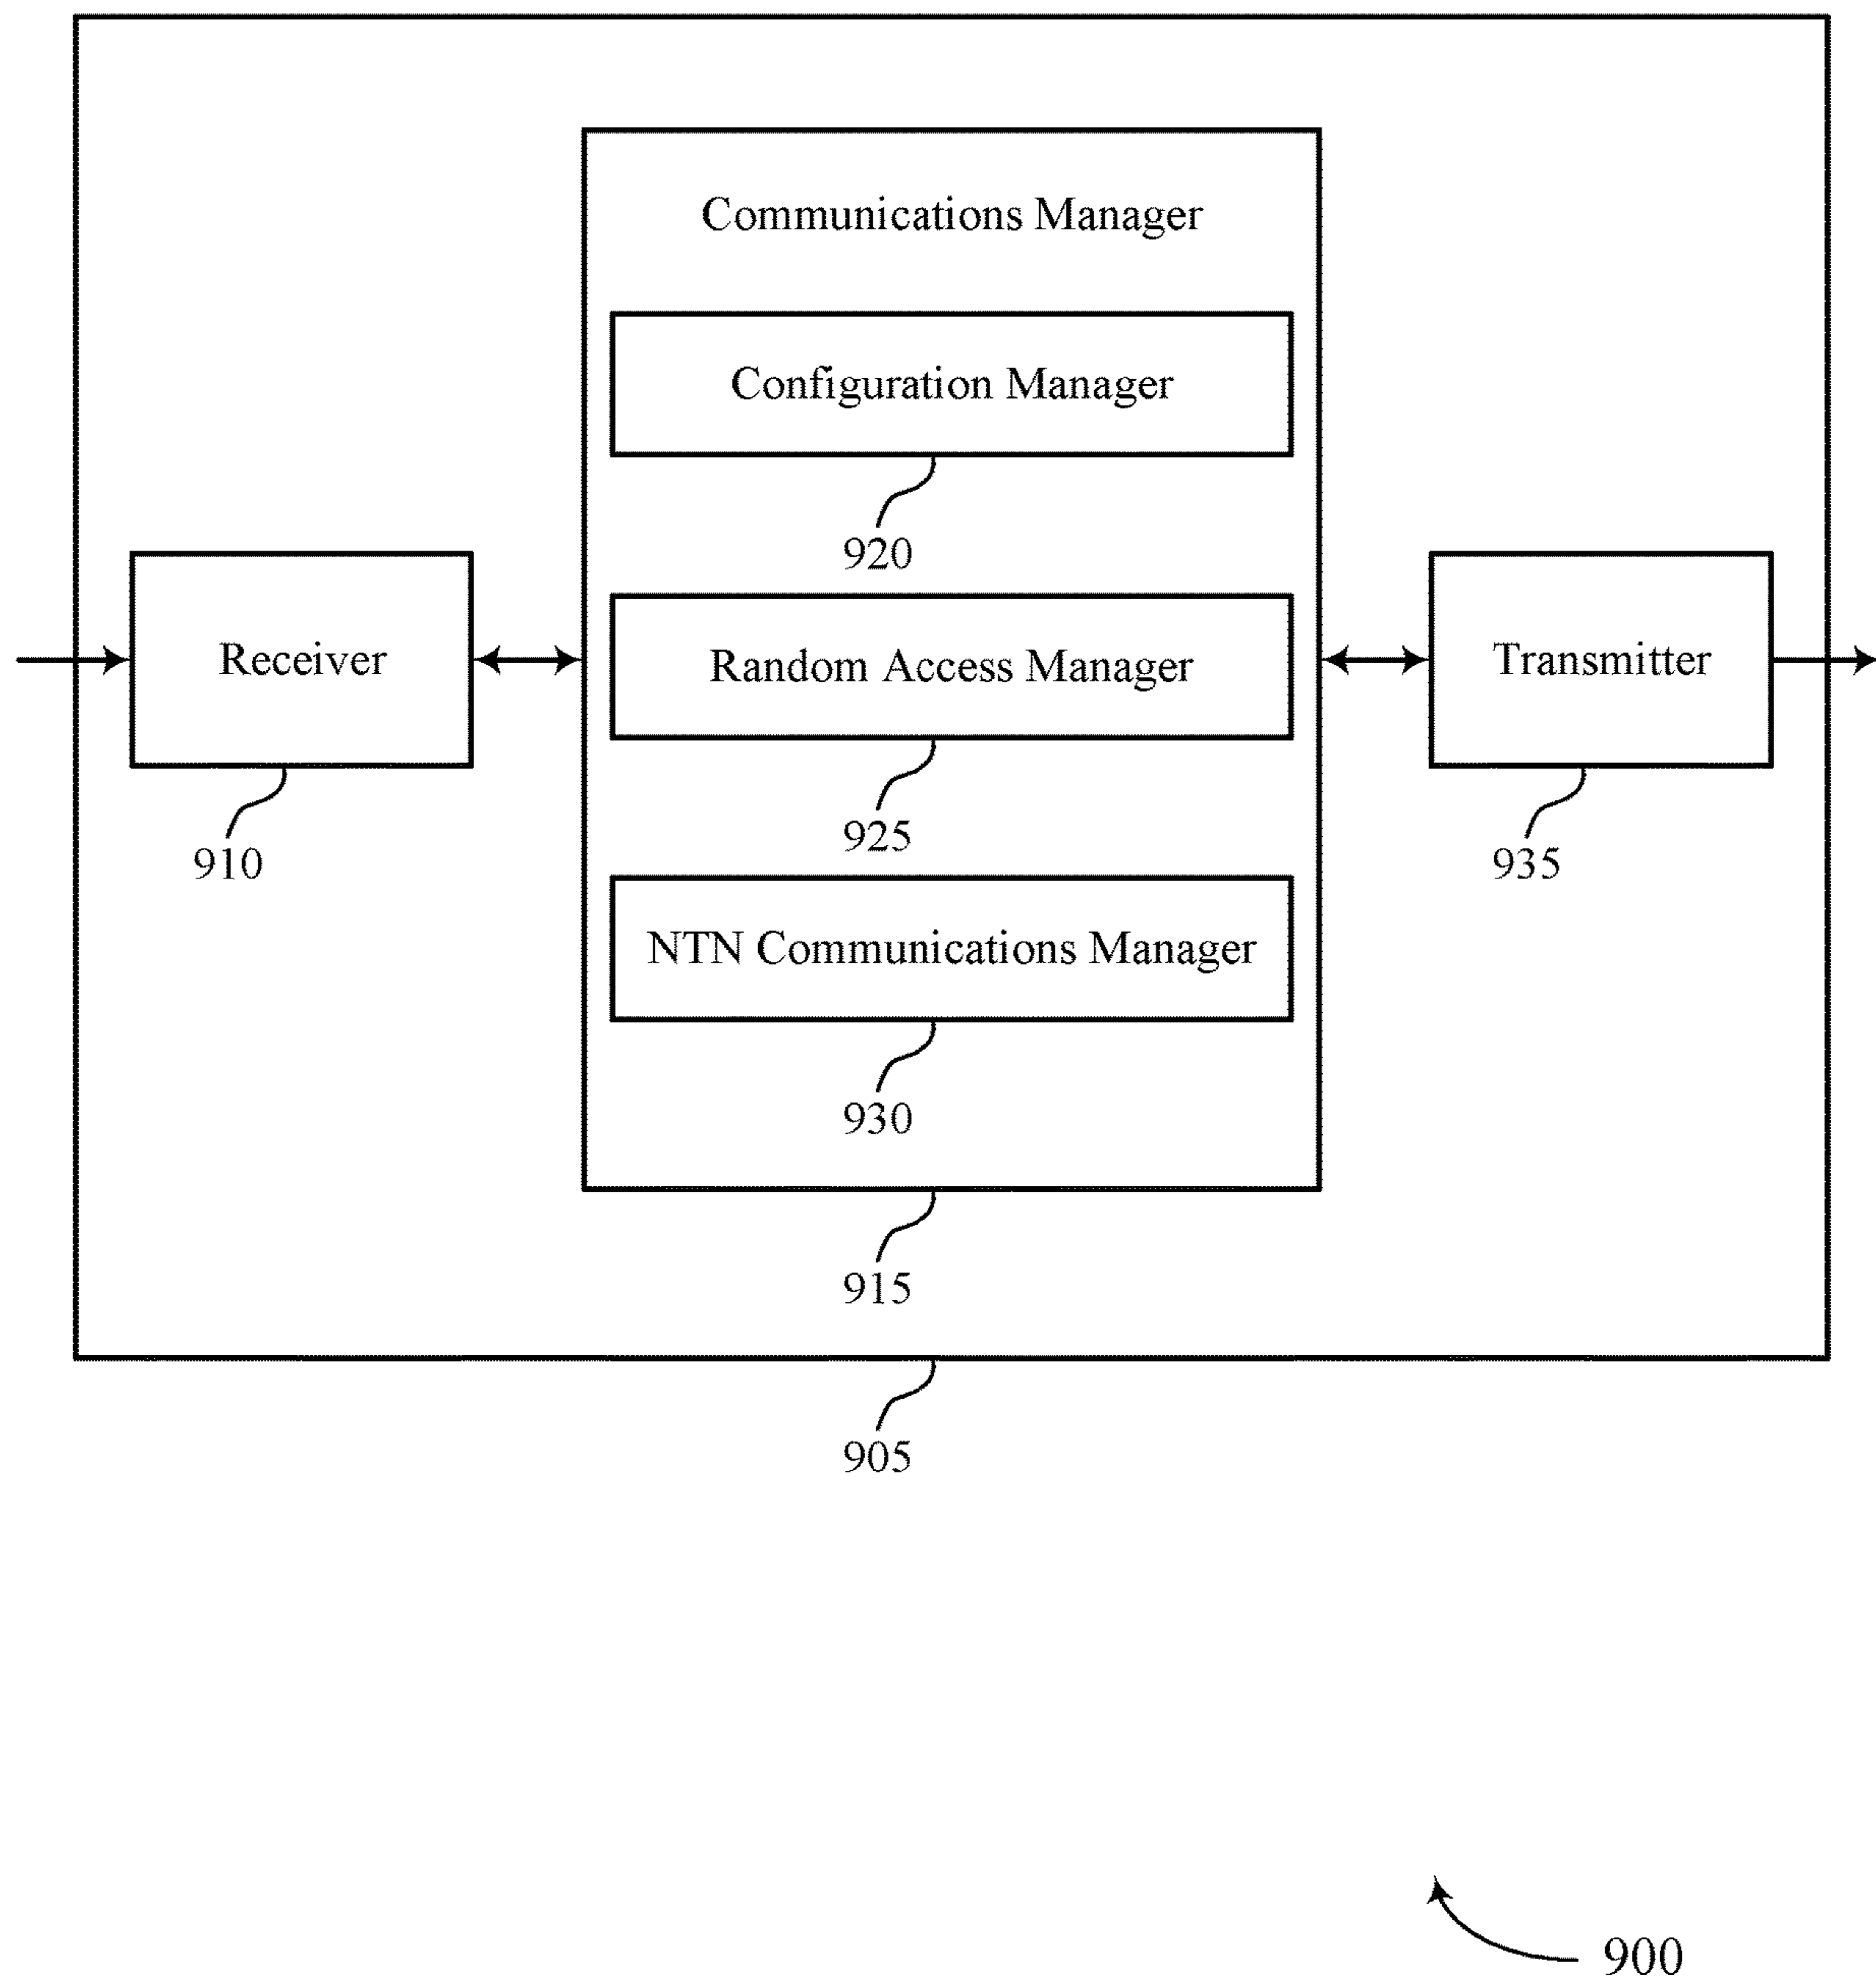 Communications Manager
Configuration Manager
920
Receiver
910
Random Access Manager
925
Transmitter
935
NTN Communications Manager
930
915
905
900